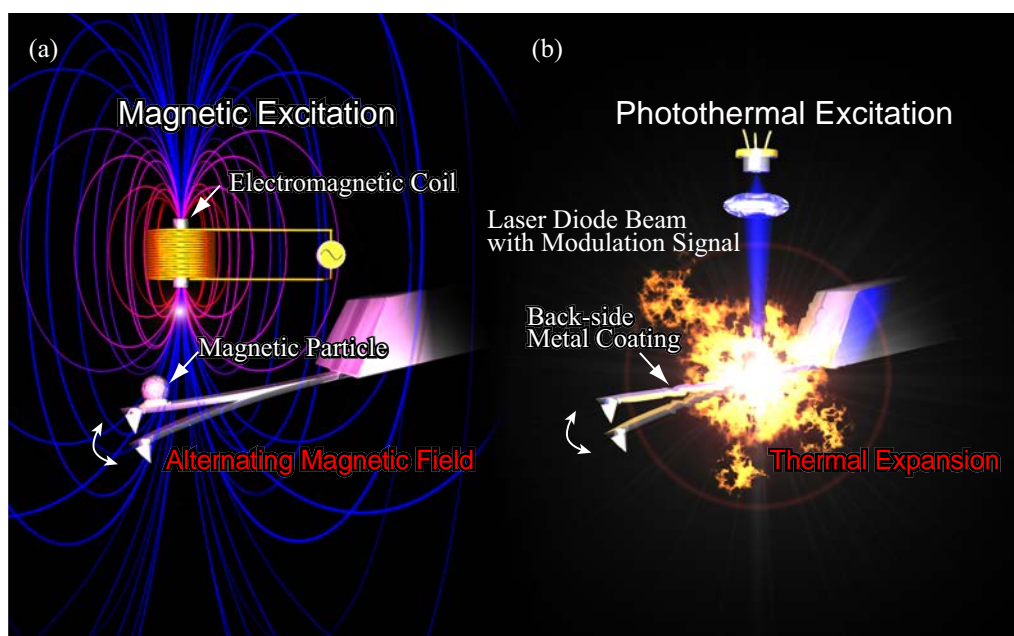 (a)
Magnetic Excitation
Electromagnetic Coil
Magnetic Particle
Alternating Magnetic Field
(b)
Photothermal Excitation
Laser Diode Beam
with Modulation Signal
Back-side
Metal Coating
Thermal Expansion